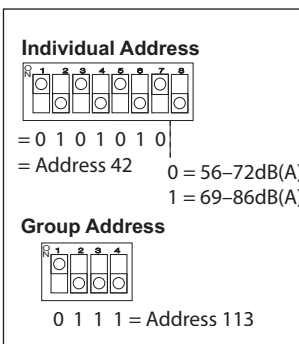 Individual Address
ON 1 2 3 4 5 6 7 8
= 0 1 0 1 0 1 0
= Address 42
0 = 56–72dB(A)
1 = 69–86dB(A)
Group Address
ON 1 2 3 4
0 1 1 1 = Address 113